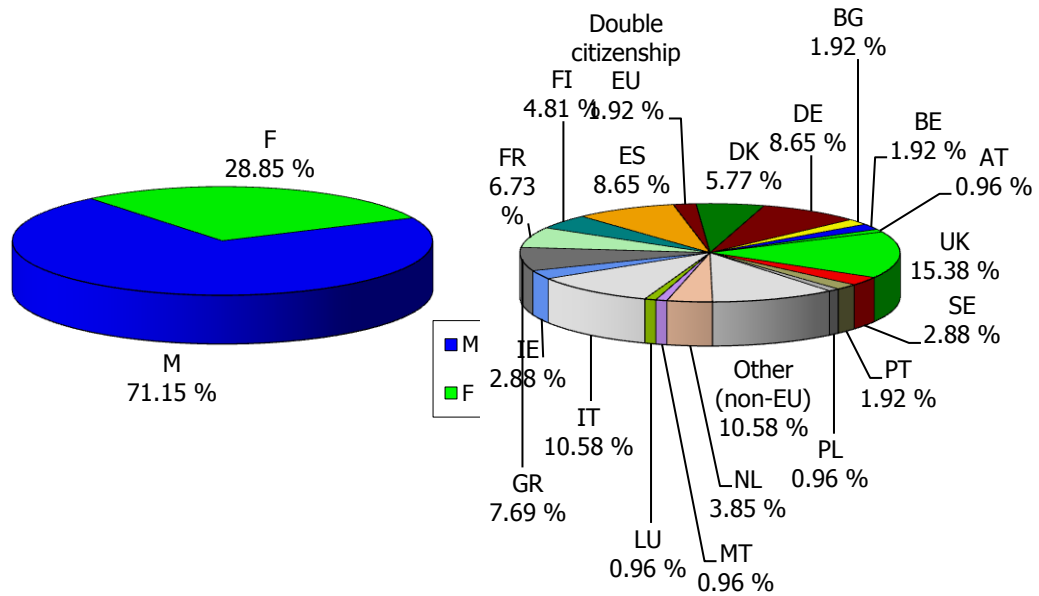 F
28.85 %
M
71.15 %
M
F
Double
citizenship
EU
1.92 %
BG
1.92 %
FI
4.81 %
DE
8.65 %
BE
1.92 %
AT
0.96 %
FR
6.73
%
ES
8.65 %
DK
5.77 %
UK
15.38 %
SE
2.88 %
IE
2.88 %
PT
1.92 %
Other
(non-EU)
10.58 %
IT
10.58 %
PL
0.96 %
GR
7.69 %
NL
3.85 %
LU
0.96 %
MT
0.96 %